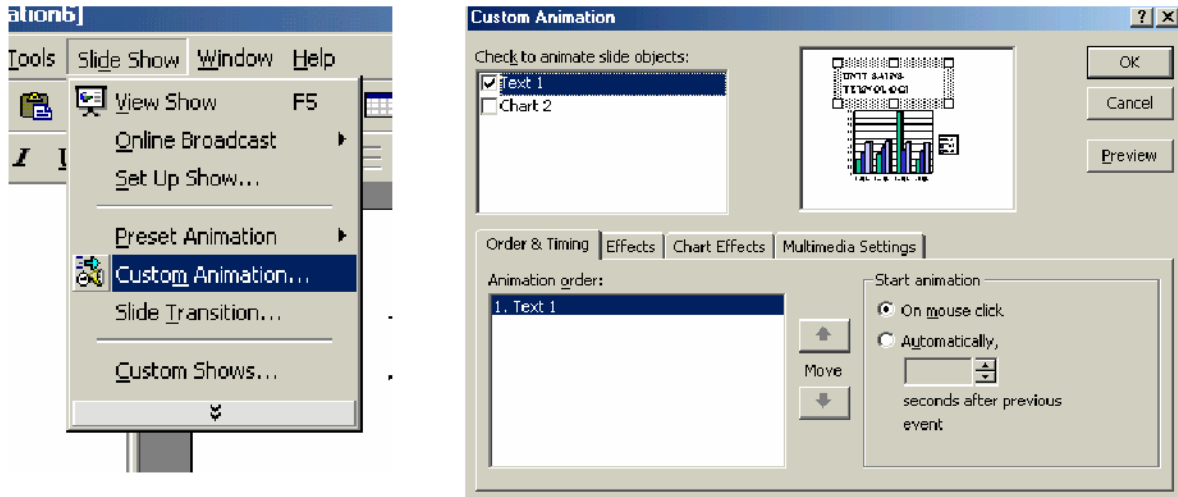 ation6]
Tools Slide Show Window Help
View Show F5
Online Broadcast
I U
Set Up Show...
Preset Animation
Custom Animation...
Slide Transition...
Custom Shows...
Custom Animation
Check to animate slide objects:
Text 1
Chart 2
OK
Cancel
Preview
Order & Timing Effects Chart Effects Multimedia Settings
Animation order:
1. Text 1
Move
Start animation
On mouse click
Automatically,
seconds after previous
event